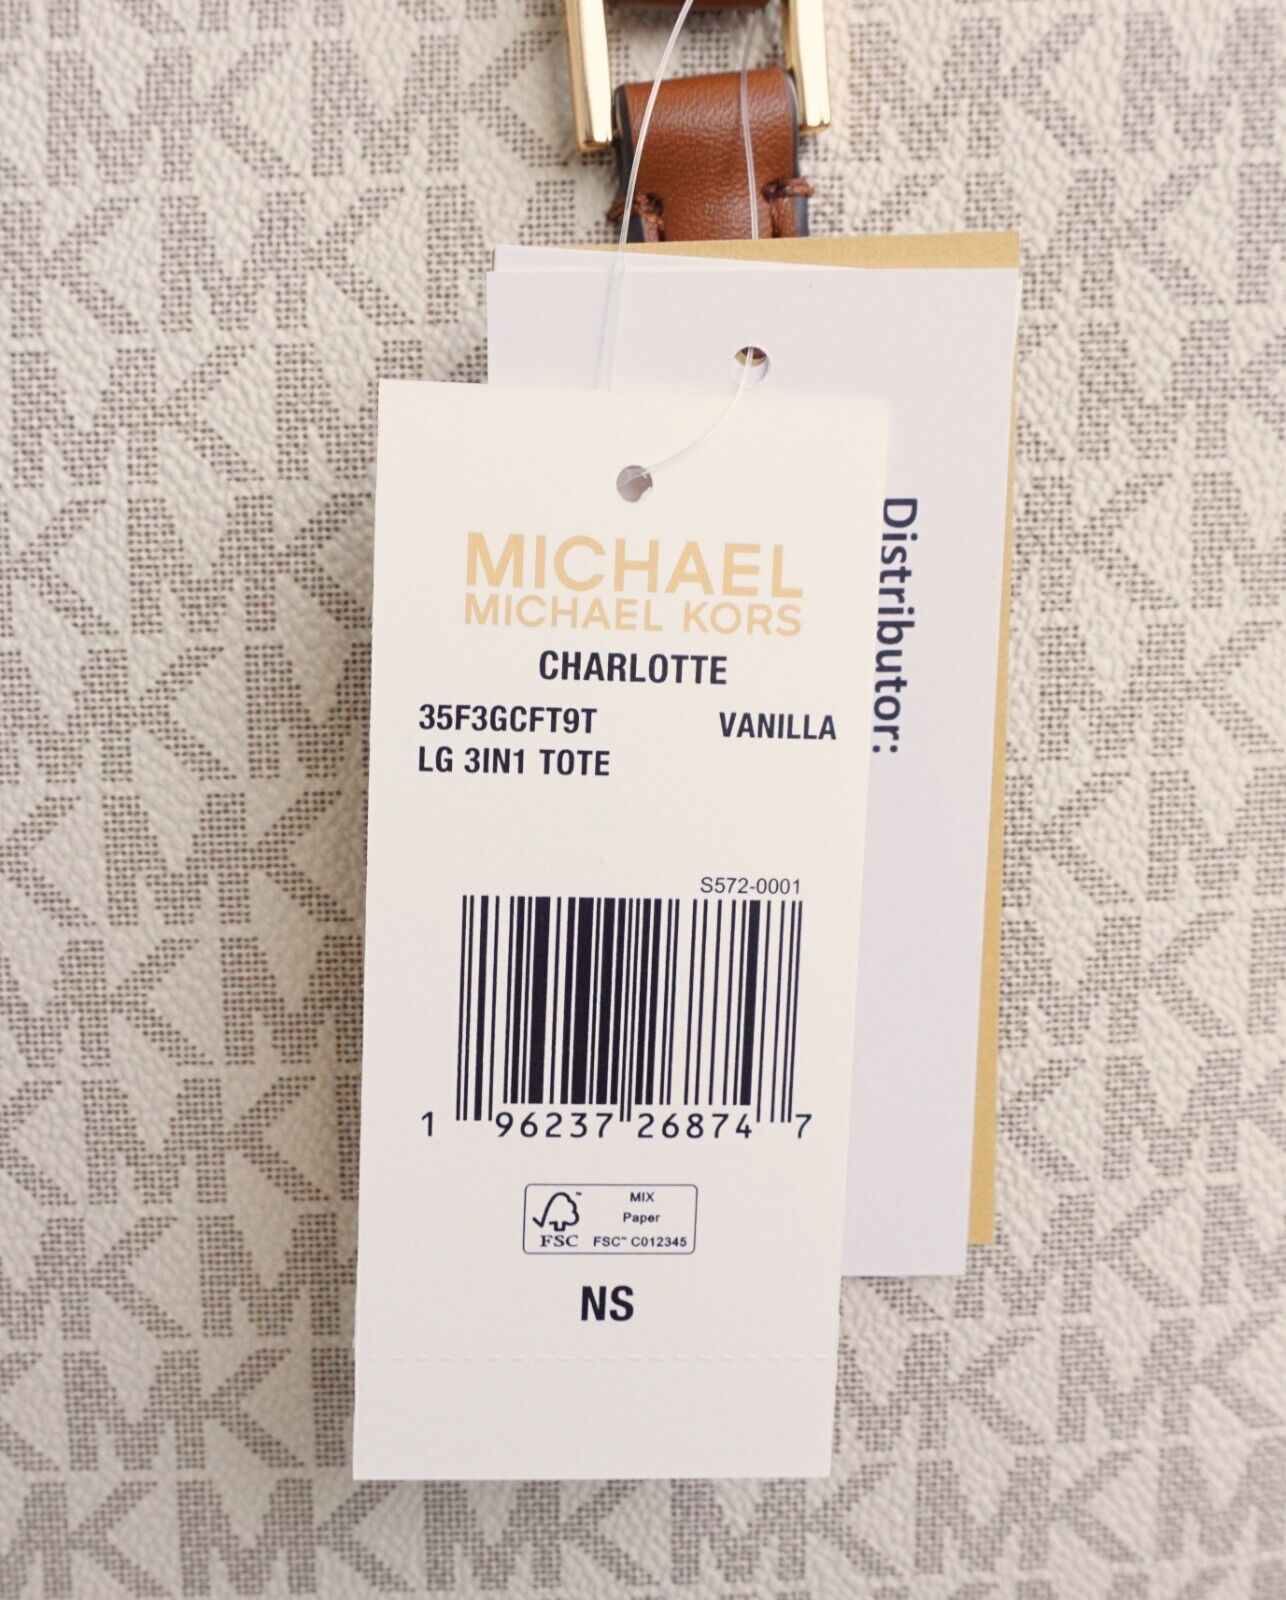 MICHAEL
MICHAEL KORS
CHARLOTTE
35F3GCFT9T VANILLA
LG 3IN1 TOTE
S572-0001
1 96237 26874 7
MIX
Paper
FSC™ FSC™ C012345
NS
Distributor: